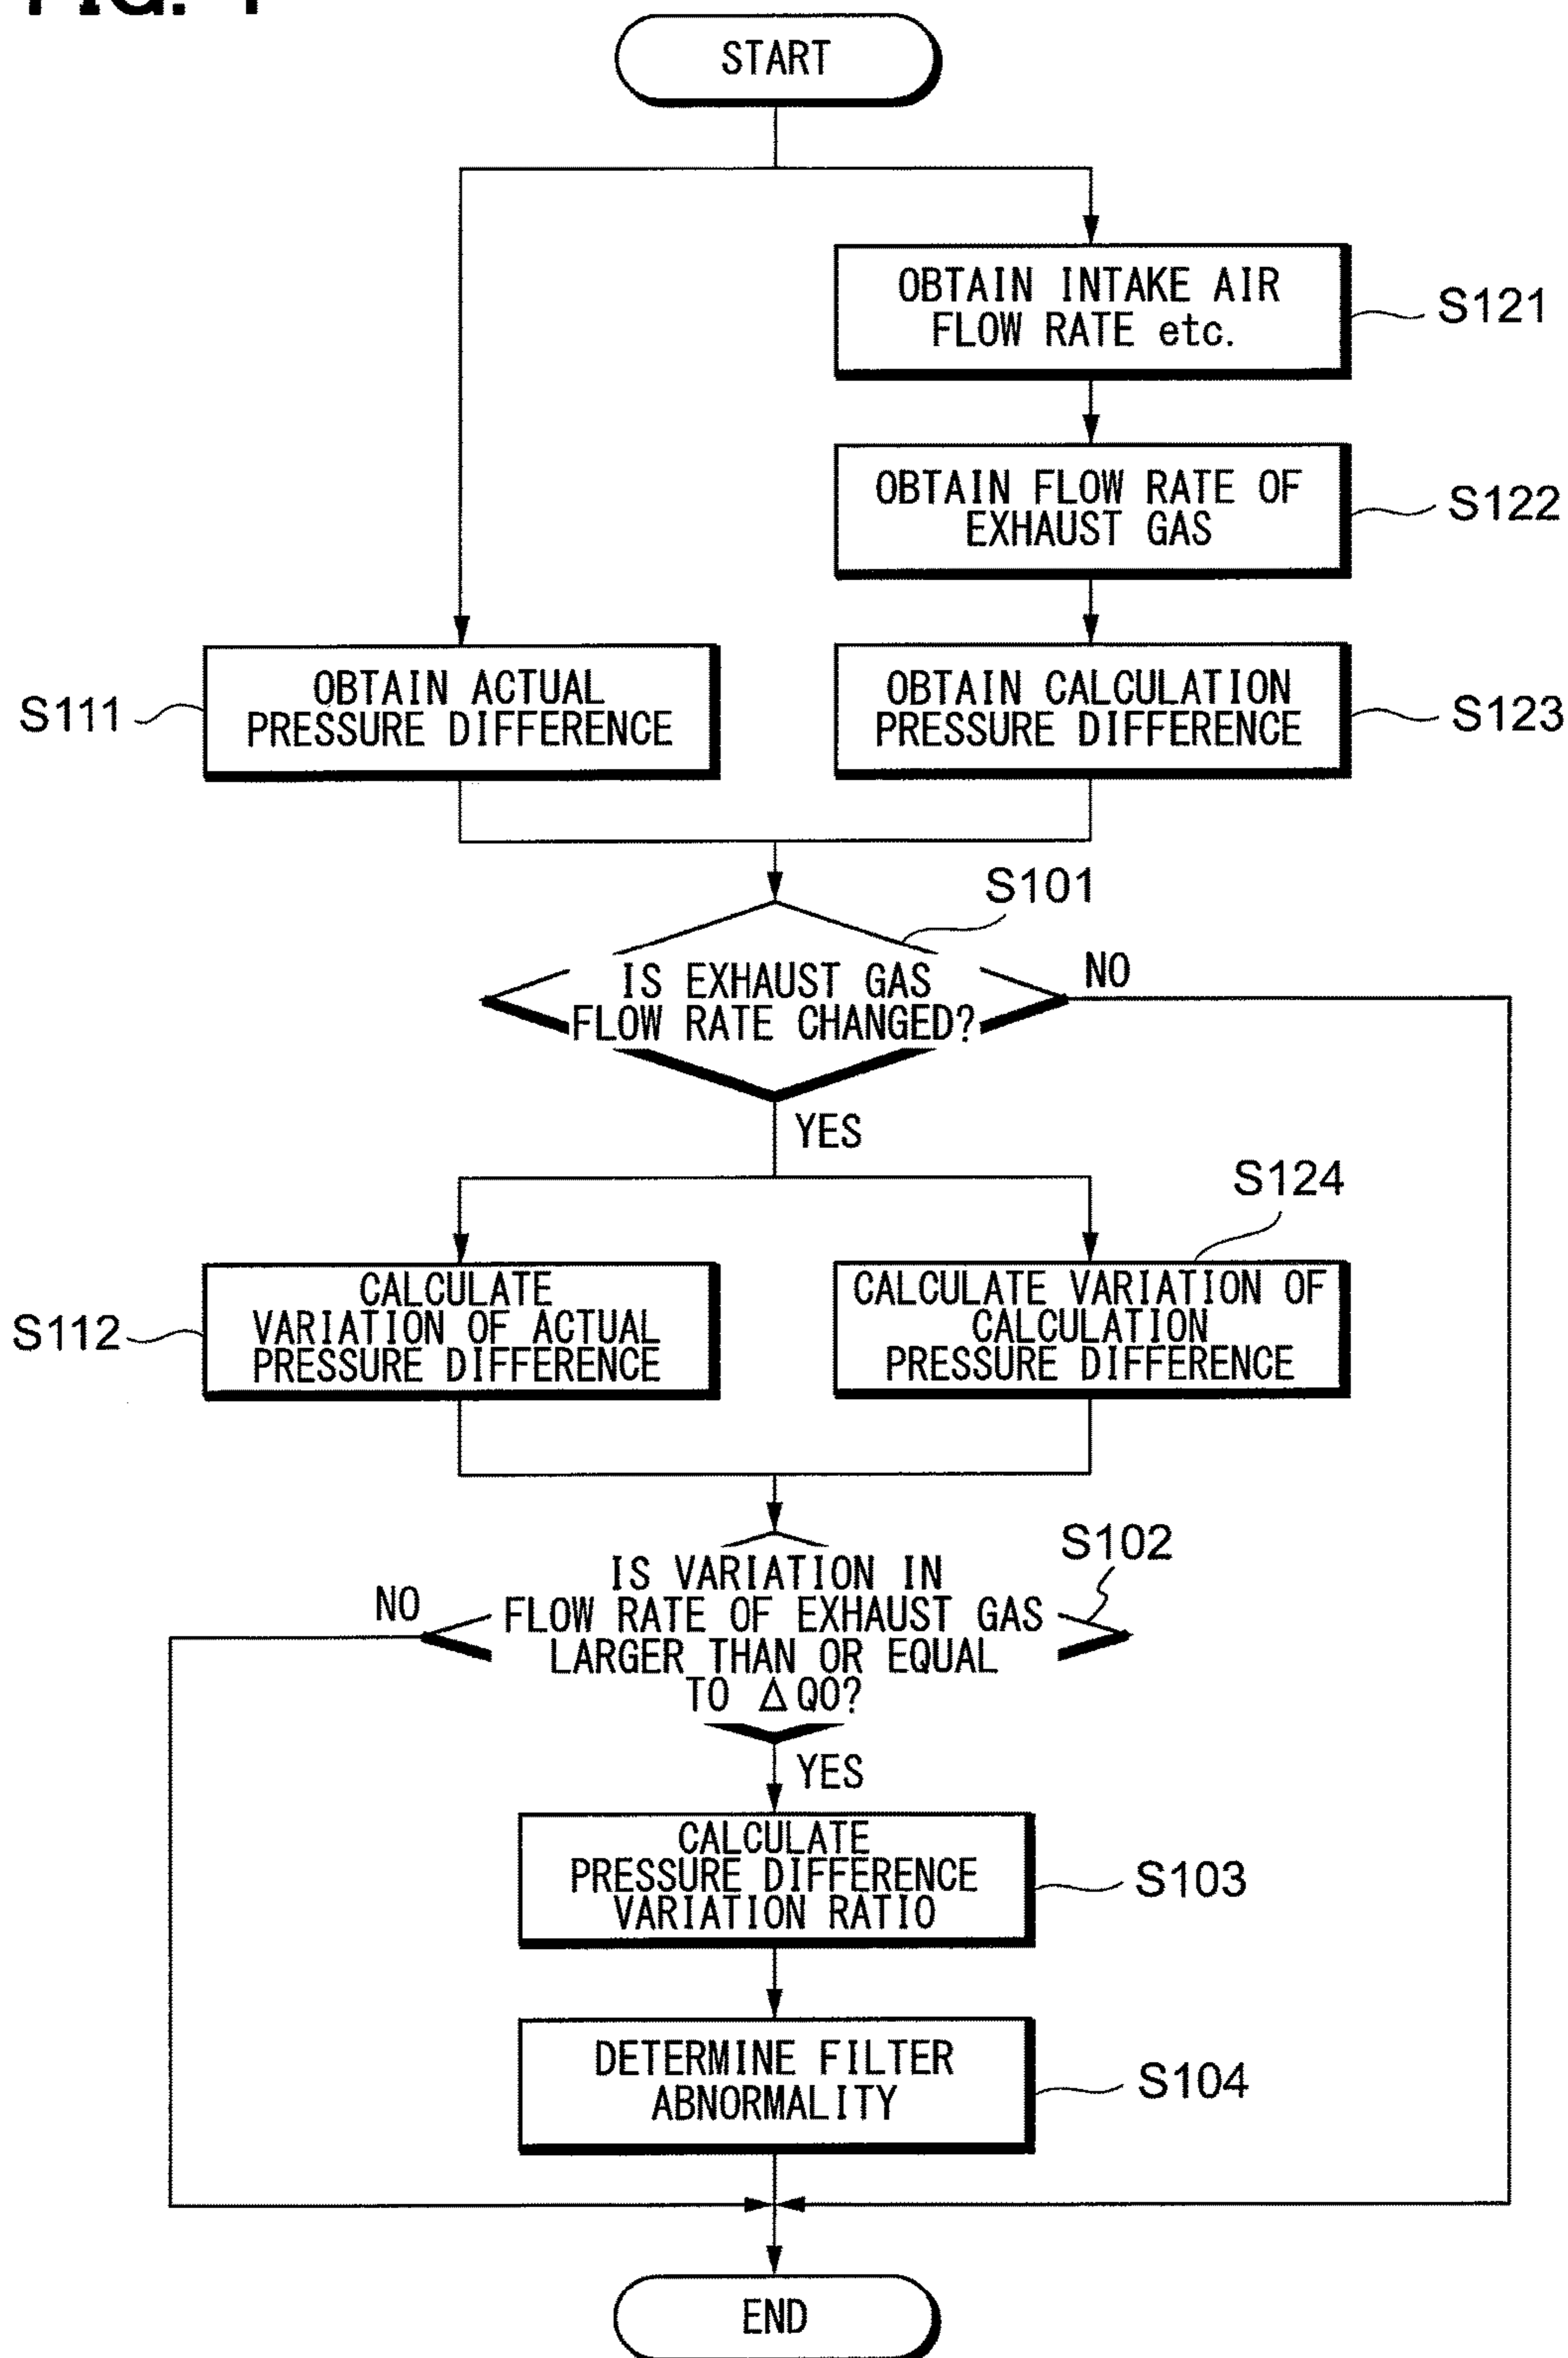 START
OBTAIN INTAKE AIR
FLOW RATE etc.
S121
OBTAIN FLOW RATE OF
EXHAUST GAS
S122
OBTAIN ACTUAL
PRESSURE DIFFERENCE
S111
OBTAIN CALCULATION
PRESSURE DIFFERENCE
S123
S101
IS EXHAUST GAS
FLOW RATE CHANGED?
NO
YES
S124
CALCULATE
VARIATION OF ACTUAL
PRESSURE DIFFERENCE
S112
CALCULATE VARIATION OF
CALCULATION
PRESSURE DIFFERENCE
S102
IS VARIATION IN
FLOW RATE OF EXHAUST GAS
LARGER THAN OR EQUAL
TO △Q0?
NO
YES
CALCULATE
PRESSURE DIFFERENCE
VARIATION RATIO
S103
DETERMINE FILTER
ABNORMALITY
S104
END